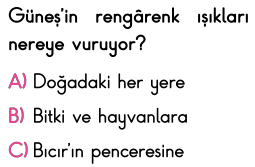 Güneş'in rengârenk ışıkları
nereye vuruyor?
A) Doğadaki her yere
B) Bitki ve hayvanlara
C) Bıcır'ın penceresine